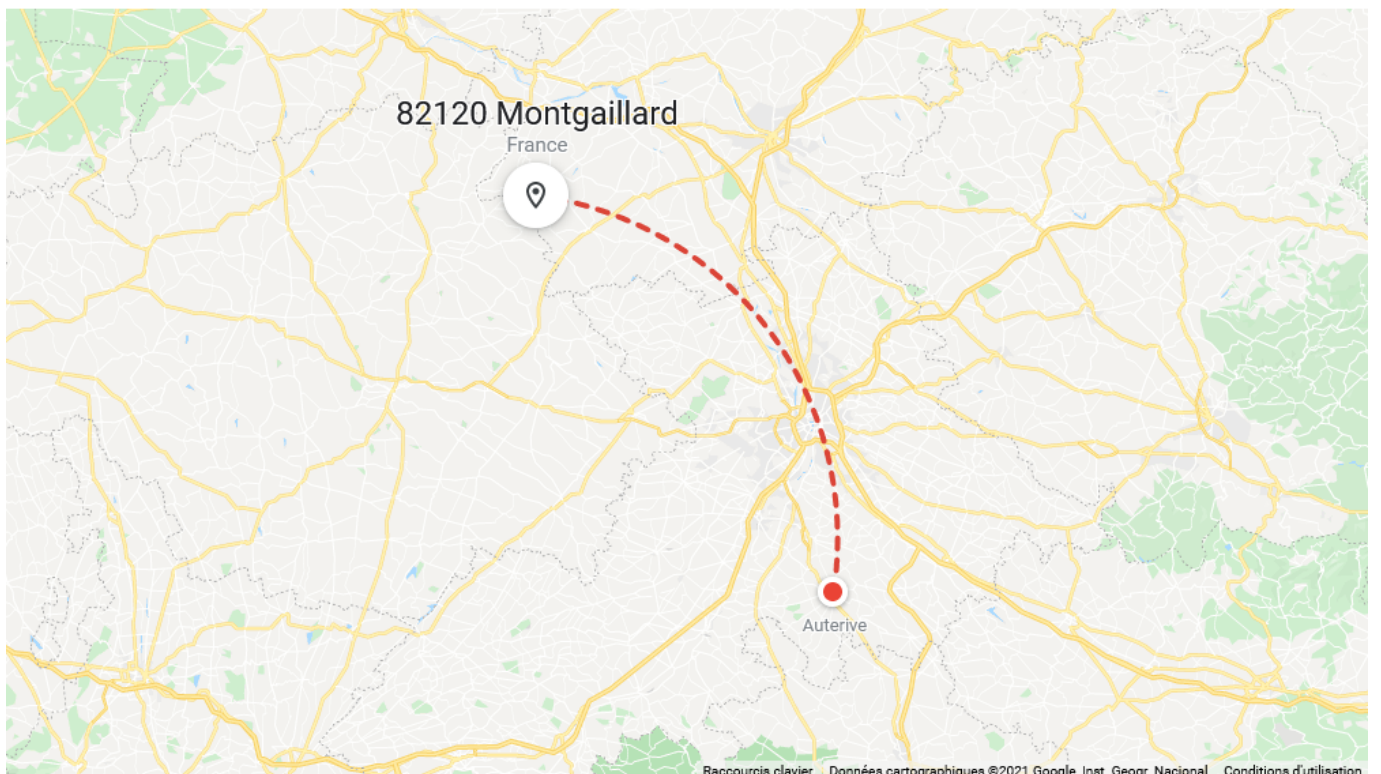 82120 Montgaillard
France
Auterive
Raccourcis clavier Données cartographiques ©2021 Google, Inst. Geogr. Nacional Conditions d'utilisation